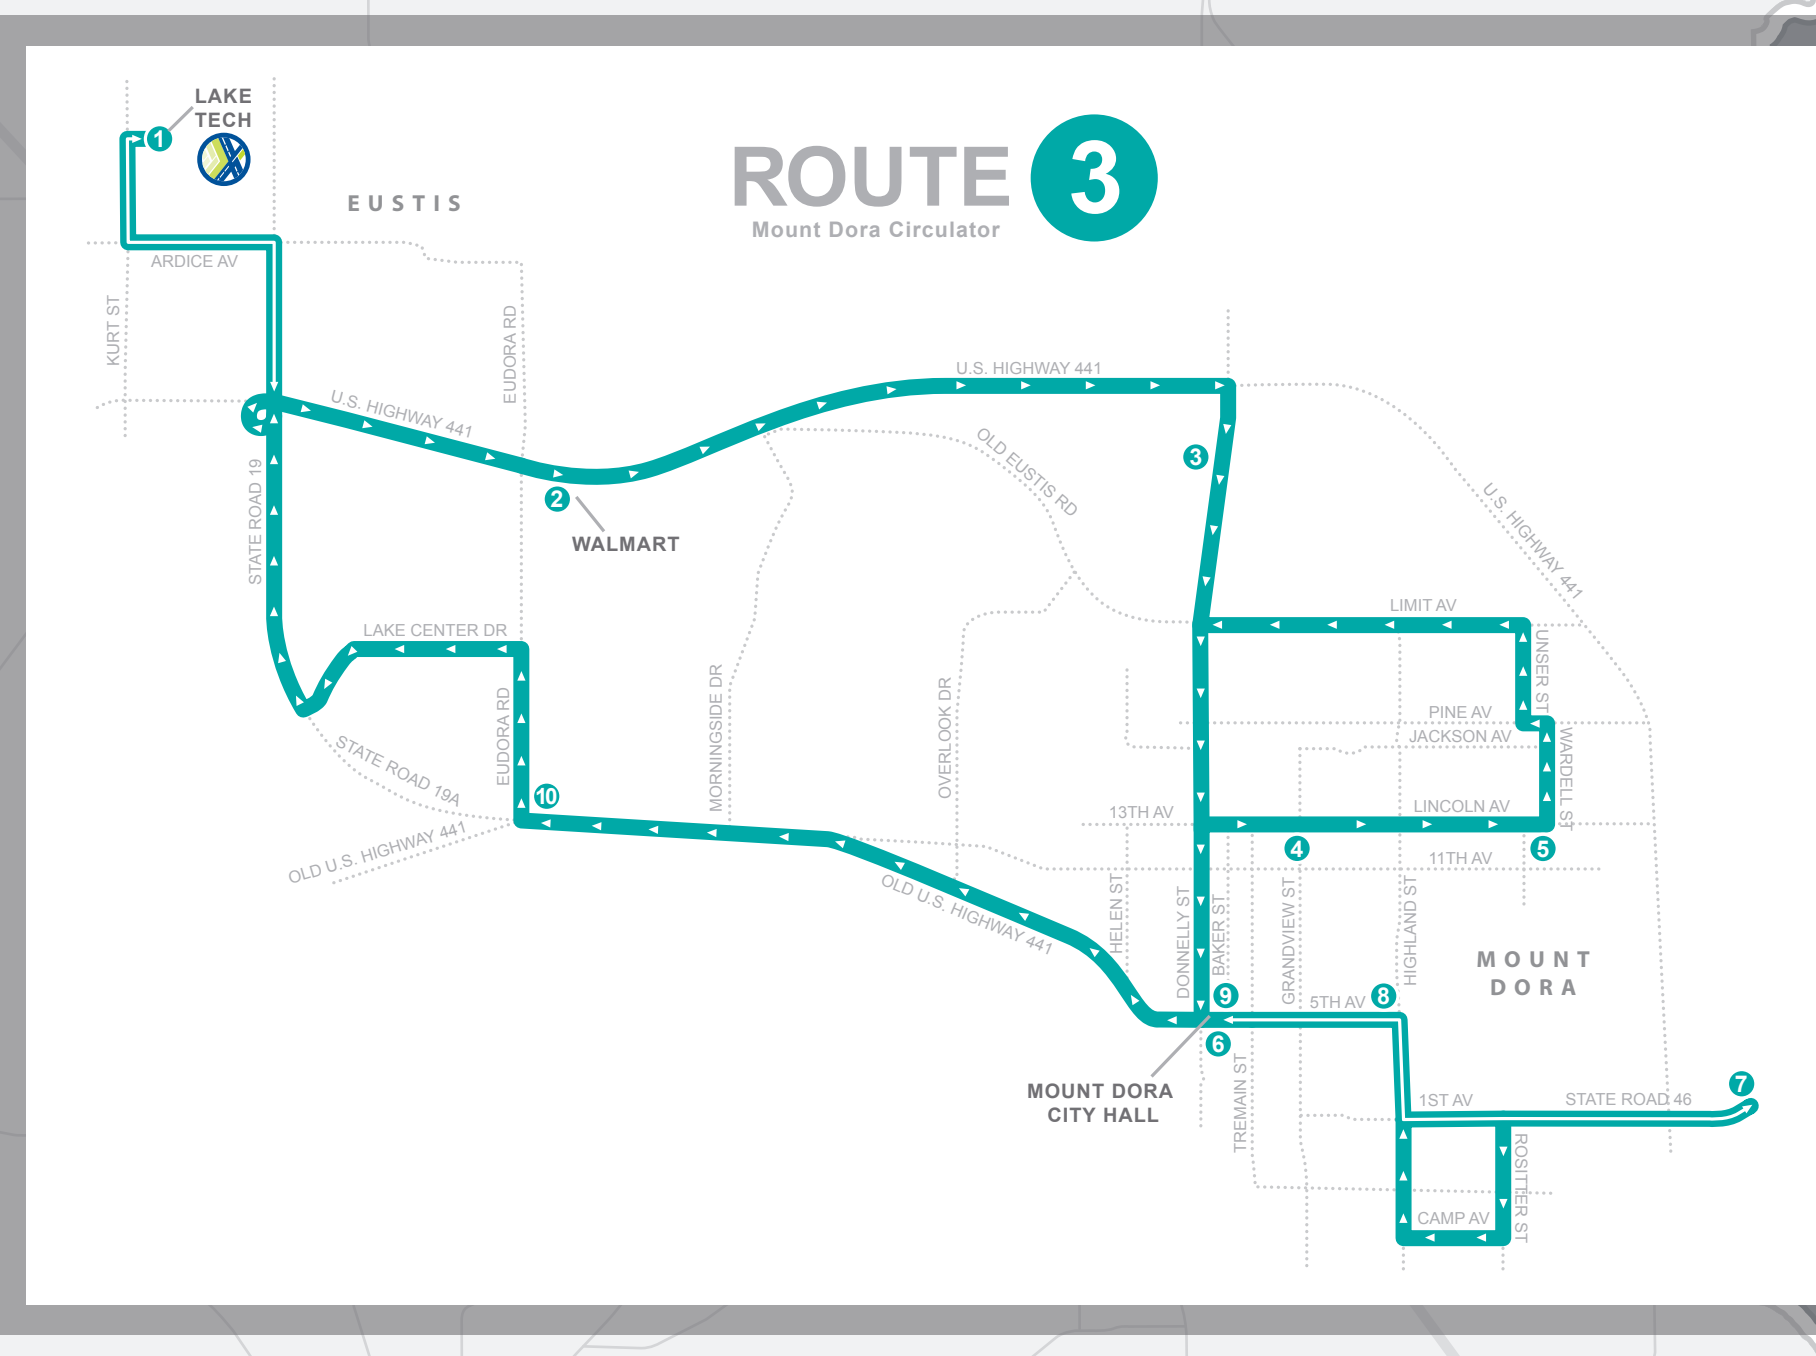 LAKE
TECH
1
EUSTIS
ROUTE 3
Mount Dora Circulator
ARDICE AV
KURT ST
EUDORA RD
U.S. HIGHWAY 441
U.S. HIGHWAY 441
OLD EUSTIS RD
3
U.S. HIGHWAY 441
STATE ROAD 19
2
WALMART
LIMIT AV
UNSER ST
LAKE CENTER DR
EUDORA RD
MORNINGSIDE DR
OVERLOOK DR
PINE AV
JACKSON AV
WARDELL ST
STATE ROAD 19A
10
13TH AV
LINCOLN AV
4
5
OLD U.S. HIGHWAY 441
11TH AV
OLD U.S. HIGHWAY 441
HELEN ST
DONNELLY ST
BAKER ST
GRANDVIEW ST
HIGHLAND ST
MOUNT
DORA
9
5TH AV
8
6
MOUNT DORA
CITY HALL
TREMAIN ST
1ST AV
STATE ROAD 46
7
ROSITTER ST
CAMP AV